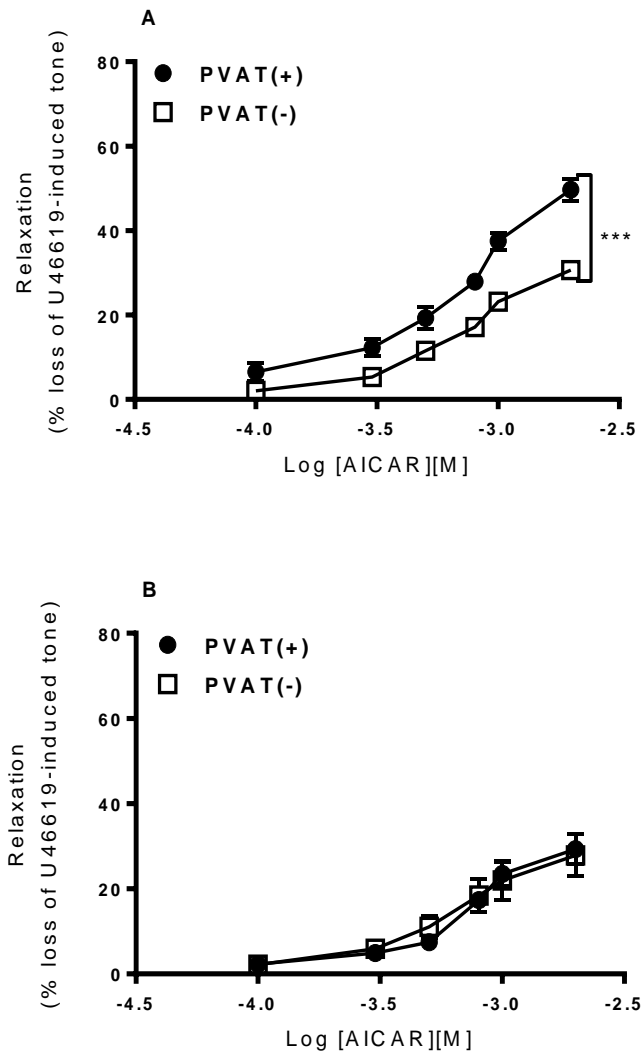 A
Relaxation
(% loss of U46619-induced tone)
80
60
40
20
0
PVAT(+)
PVAT(-)
***
-4.5 -4.0 -3.5 -3.0 -2.5
Log [AICAR][M]
B
Relaxation
(% loss of U46619-induced tone)
80
60
40
20
0
PVAT(+)
PVAT(-)
-4.5 -4.0 -3.5 -3.0 -2.5
Log [AICAR][M]